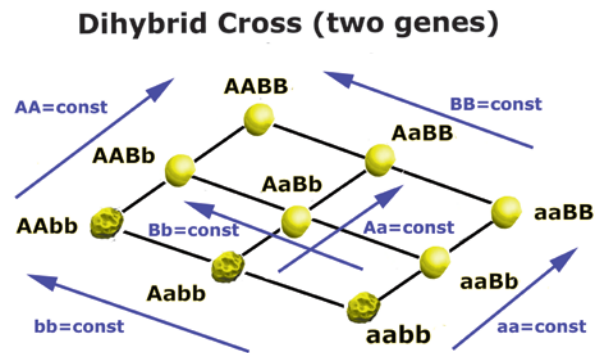 Dihybrid Cross (two genes)
AABB
AA=const
BB=const
AaBB
AABb
AaBb
AAbb
Bb=const
Aa=const
aaBB
Aabb
aaBb
bb=const
aabb
aa=const